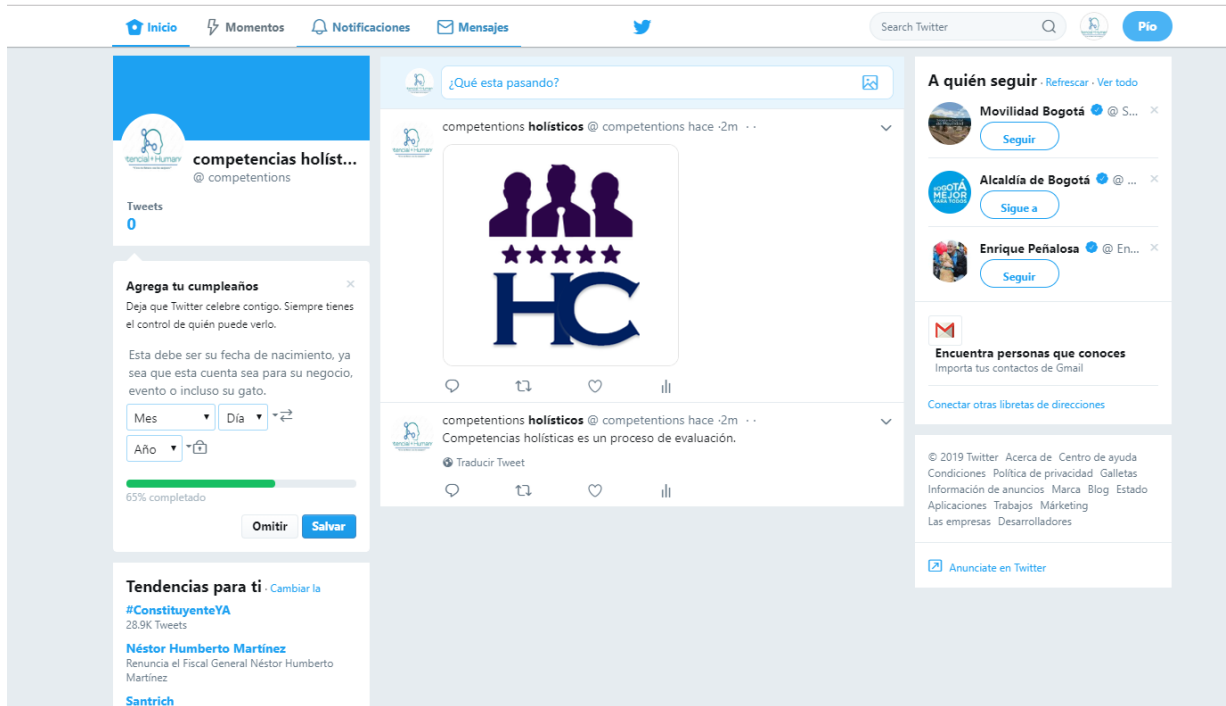 Inicio Momentos Notificaciones Mensajes Search Twitter Pío
competencias holíst...
@ competentions
Tweets
0
Agrega tu cumpleaños
Deja que Twitter celebre contigo. Siempre tienes
el control de quién puede verlo.
Esta debe ser su fecha de nacimiento, ya
sea que esta cuenta sea para su negocio,
evento o incluso su gato.
Mes Día
Año
65% completado
Omitir Salvar
Tendencias para ti · Cambiar la
#ConstituyenteYA
28.9K Tweets
Néstor Humberto Martínez
Renuncia el Fiscal General Néstor Humberto
Martínez
Santrich
¿Qué esta pasando?
competentions holísticos @ competentions hace ·2m · ·
HC
competentions holísticos @ competentions hace ·2m · ·
Competencias holísticas es un proceso de evaluación.
Traducir Tweet
A quién seguir · Refrescar · Ver todo
Movilidad Bogotá @ S...
Seguir
BOGOTÁ
MEJOR
PARA TODOS
Alcaldía de Bogotá @ ...
Sigue a
Enrique Peñalosa @ En...
Seguir
Encuentra personas que conoces
Importa tus contactos de Gmail
Conectar otras libretas de direcciones
© 2019 Twitter Acerca de Centro de ayuda
Condiciones Política de privacidad Galletas
Información de anuncios Marca Blog Estado
Aplicaciones Trabajos Márketing
Las empresas Desarrolladores
Anunciate en Twitter